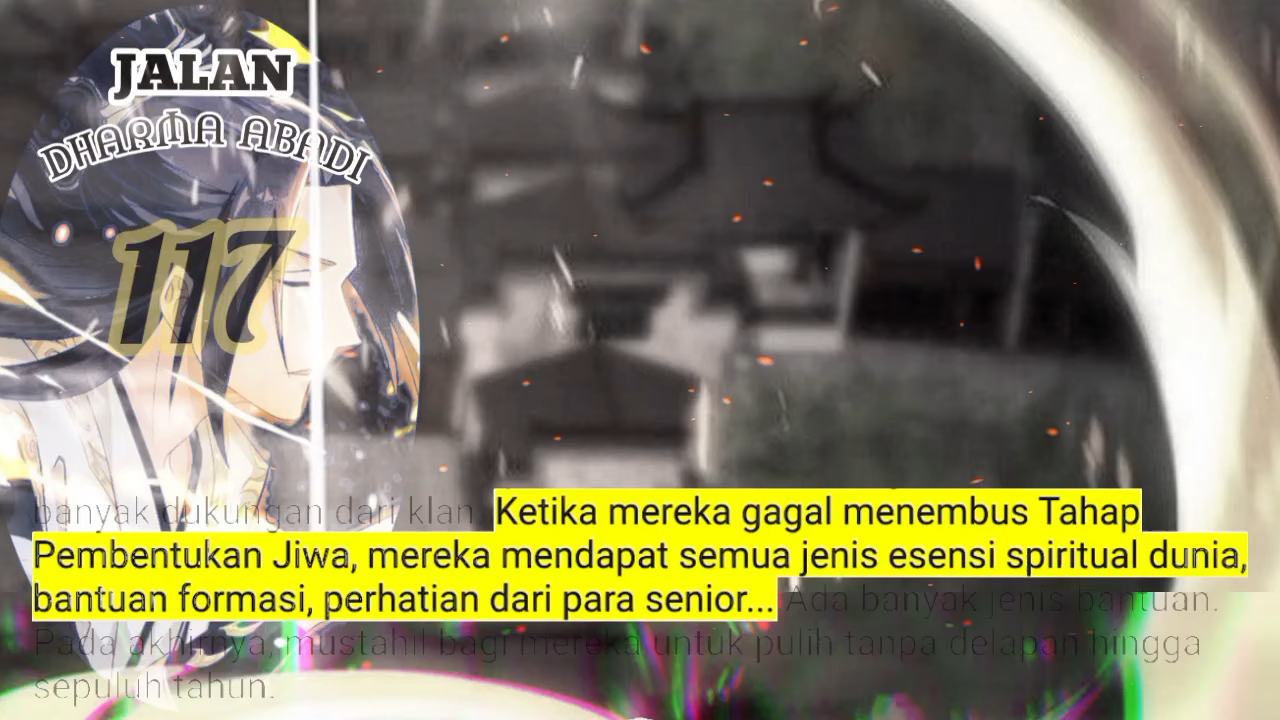 JALAN
DHARMA ABADI
117
banyak dukungan dari klan. Ketika mereka gagal menembus Tahap
Pembentukan Jiwa, mereka mendapat semua jenis esensi spiritual dunia,
bantuan formasi, perhatian dari para senior... Ada banyak jenis bantuan.
Pada akhirnya, mustahil bagi mereka untuk pulih tanpa delapan hingga
sepuluh tahun.